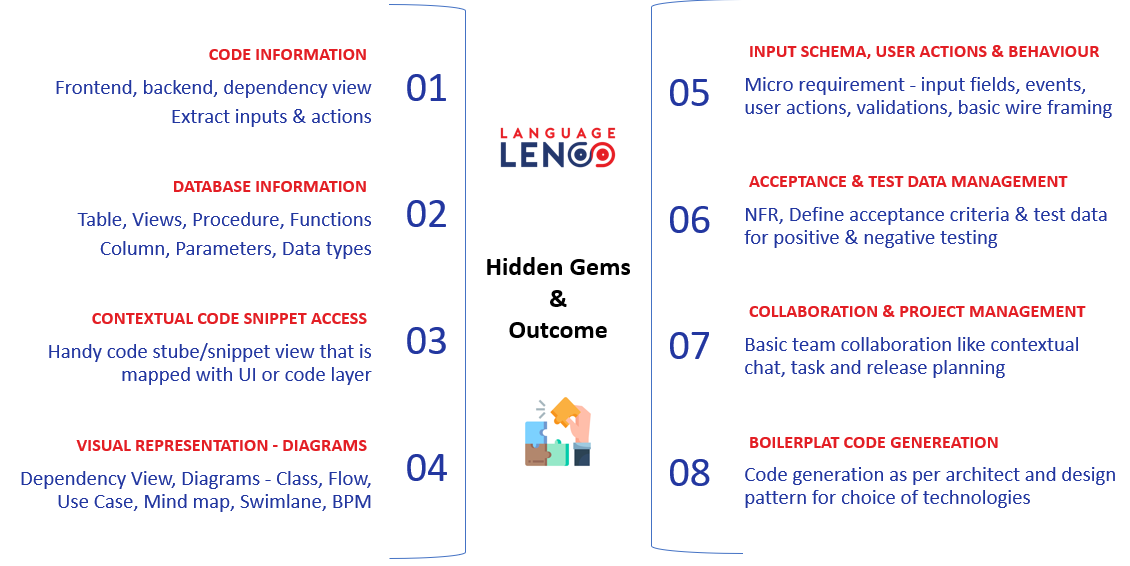 CODE INFORMATION
Frontend, backend, dependency view
Extract inputs & actions
01
DATABASE INFORMATION
Table, Views, Procedure, Functions
Column, Parameters, Data types
02
CONTEXTUAL CODE SNIPPET ACCESS
Handy code stube/snippet view that is
mapped with UI or code layer
03
VISUAL REPRESENTATION - DIAGRAMS
Dependency View, Diagrams - Class, Flow,
Use Case, Mind map, Swimlane, BPM
04
LANGUAGE
LENS
Hidden Gems
&
Outcome
05
INPUT SCHEMA, USER ACTIONS & BEHAVIOUR
Micro requirement - input fields, events,
user actions, validations, basic wire framing
06
ACCEPTANCE & TEST DATA MANAGEMENT
NFR, Define acceptance criteria & test data
for positive & negative testing
07
COLLABORATION & PROJECT MANAGEMENT
Basic team collaboration like contextual
chat, task and release planning
08
BOILERPLAT CODE GENEREATION
Code generation as per architect and design
pattern for choice of technologies